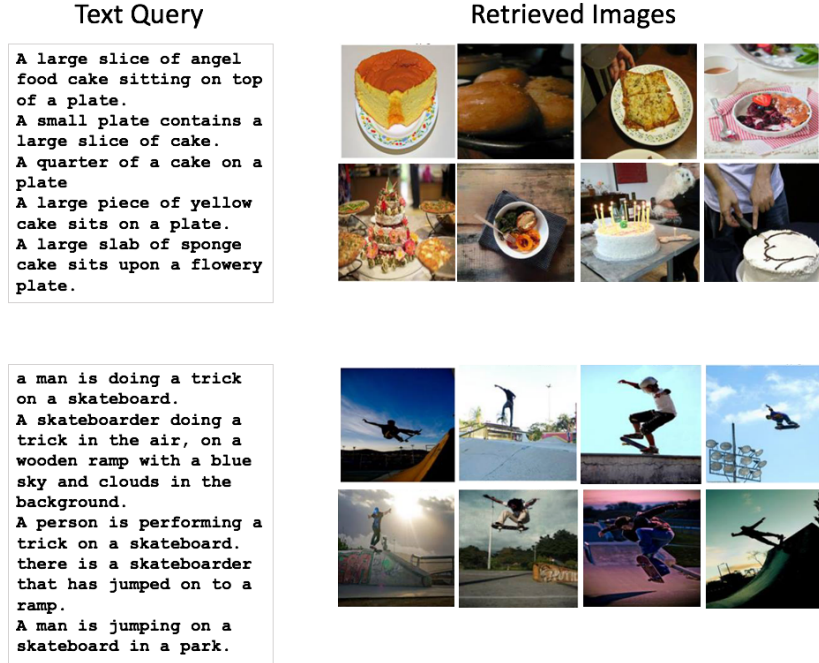 Text Query
Retrieved Images
A large slice of angel
food cake sitting on top
of a plate.
A small plate contains a
large slice of cake.
A quarter of a cake on a
plate
A large piece of yellow
cake sits on a plate.
A large slab of sponge
cake sits upon a flowery
plate.
a man is doing a trick
on a skateboard.
A skateboarder doing a
trick in the air, on a
wooden ramp with a blue
sky and clouds in the
background.
A person is performing a
trick on a skateboard.
there is a skateboarder
that has jumped on to a
ramp.
A man is jumping on a
skateboard in a park.